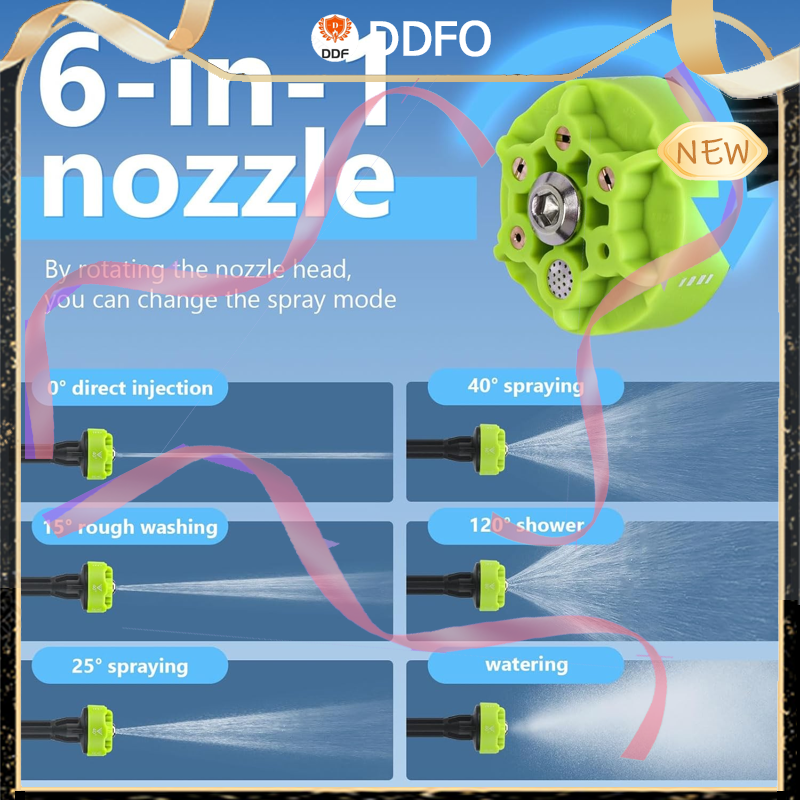 DDF
DDFO
6-in-1
nozzle
NEW
By rotating the nozzle head,
you can change the spray mode
0° direct injection
40° spraying
15° rough washing
120° shower
25° spraying
watering